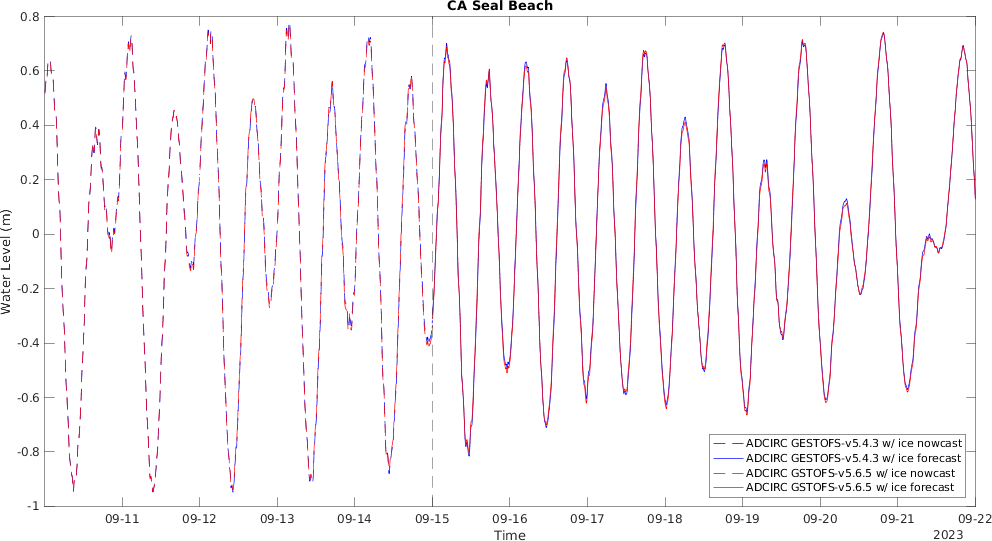 CA Seal Beach
0.8
0.6
0.4
0.2
0
-0.2
-0.4
-0.6
-0.8
-1
Water Level (m)
09-11 09-12 09-13 09-14 09-15 09-16 09-17 09-18 09-19 09-20 09-21 09-22
Time
2023
ADCIRC GESTOFS-v5.4.3 w/ ice nowcast
ADCIRC GESTOFS-v5.4.3 w/ ice forecast
ADCIRC GSTOFS-v5.6.5 w/ ice nowcast
ADCIRC GSTOFS-v5.6.5 w/ ice forecast